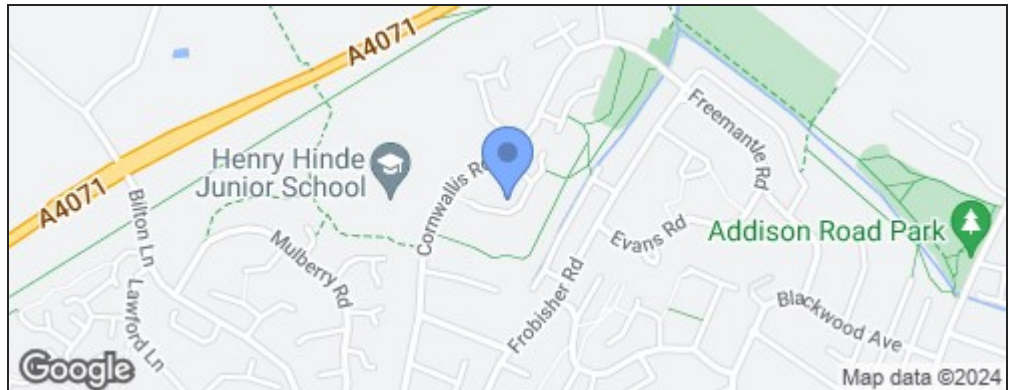 A4071
A4071
Henry Hinde
Junior School
Cornwallis Rd
Freemantle Rd
Bilton Ln
Mulberry Rd
Lawford Ln
Evans Rd
Frobisher Rd
Addison Road Park
Blackwood Ave
Google
Map data ©2024